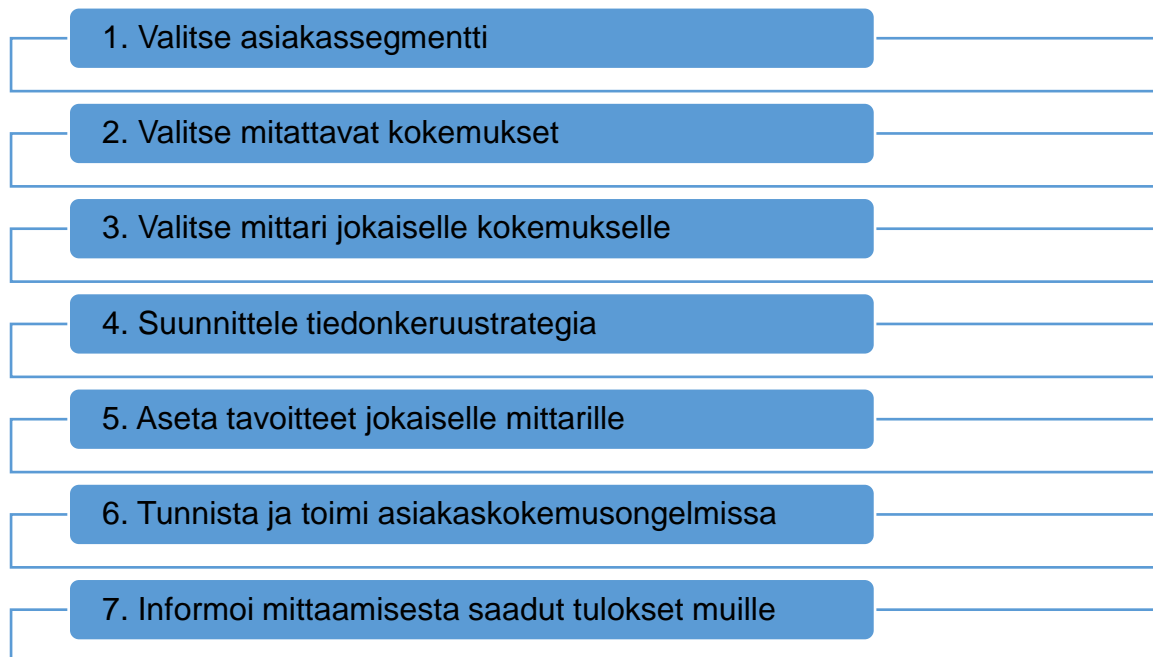 1. Valitse asiakassegmentti
2. Valitse mitattavat kokemukset
3. Valitse mittari jokaiselle kokemukselle
4. Suunnittele tiedonkeruustrategia
5. Aseta tavoitteet jokaiselle mittarille
6. Tunnista ja toimi asiakaskokemusongelmissa
7. Informoi mittaamisesta saadut tulokset muille